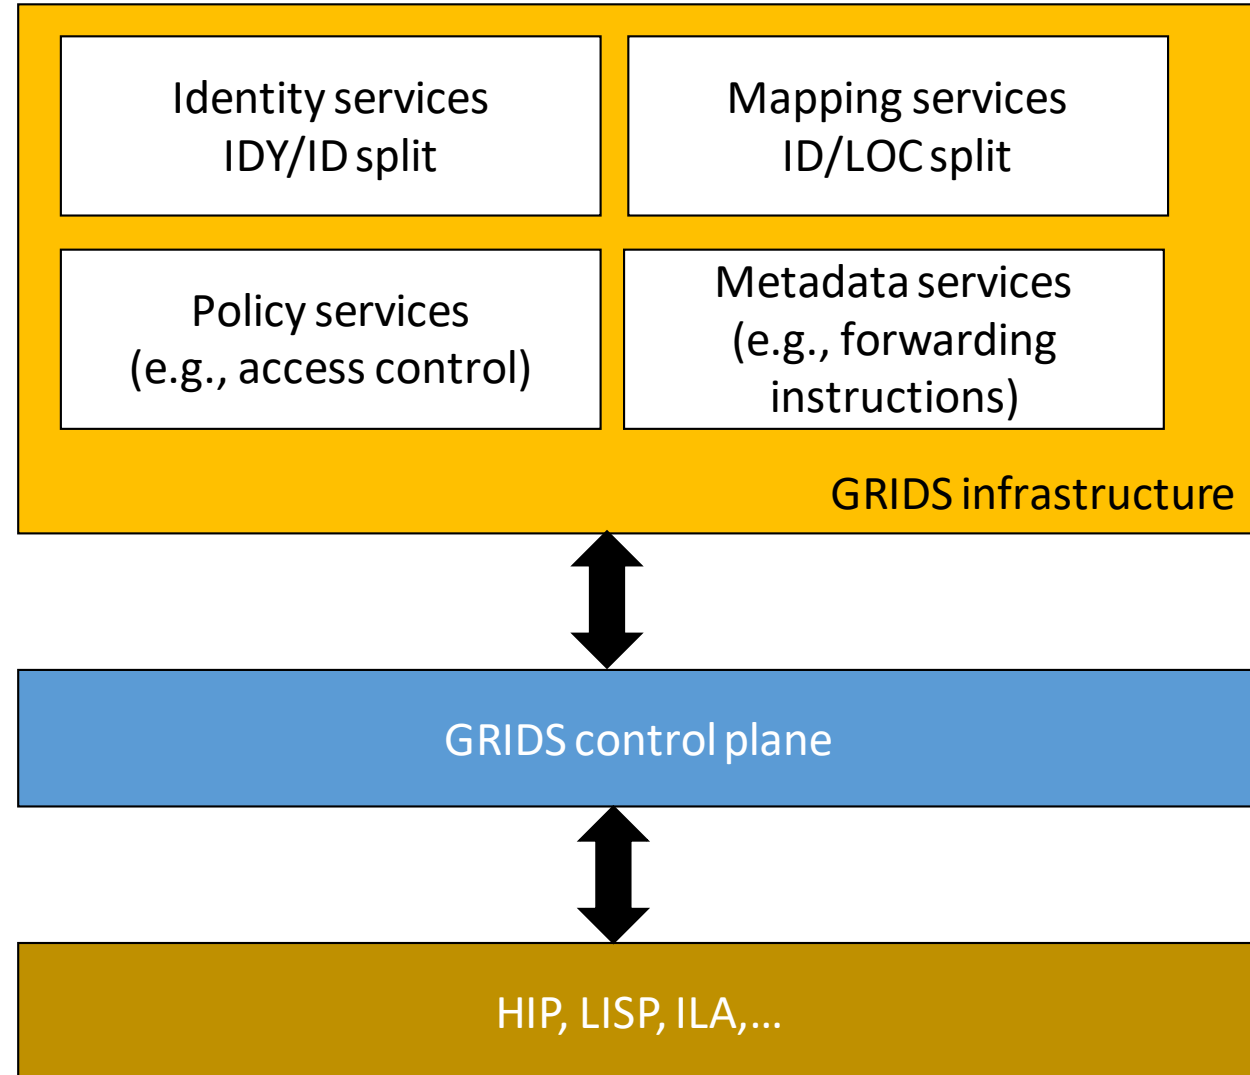 Identity services
IDY/ID split
Mapping services
ID/LOC split
Policy services
(e.g., access control)
Metadata services
(e.g., forwarding
instructions)
GRIDS infrastructure
GRIDS control plane
HIP, LISP, ILA,...